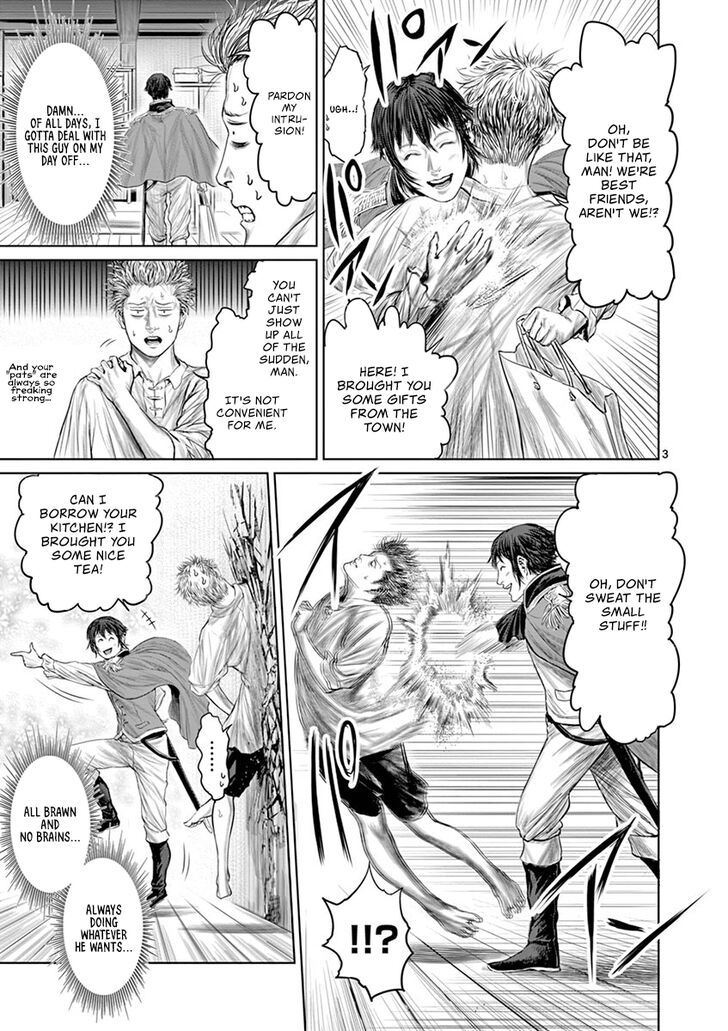 OH,
DON'T BE
LIKE THAT,
MAN! WE'RE
BEST
FRIENDS,
AREN'T WE!?
UGH..!
HERE! I
BROUGHT YOU
SOME GIFTS
FROM THE
TOWN!
PARDON
MY
INTRU-
SION!
DAMN...
OF ALL DAYS, I
GOTTA DEAL WITH
THIS GUY ON MY
DAY OFF...
YOU
CAN'T
JUST
SHOW UP
ALL OF
THE
SUDDEN,
MAN.
IT'S NOT
CONVENIENT
FOR ME.
And your
"pats" are
always so
freaking
strong...
3
OH, DON'T
SWEAT THE
SMALL
STUFF!!
!!?
CAN I
BORROW YOUR
KITCHEN!? I
BROUGHT YOU
SOME NICE
TEA!
......
ALL BRAWN
AND
NO BRAINS...
ALWAYS
DOING
WHATEVER
HE WANTS...